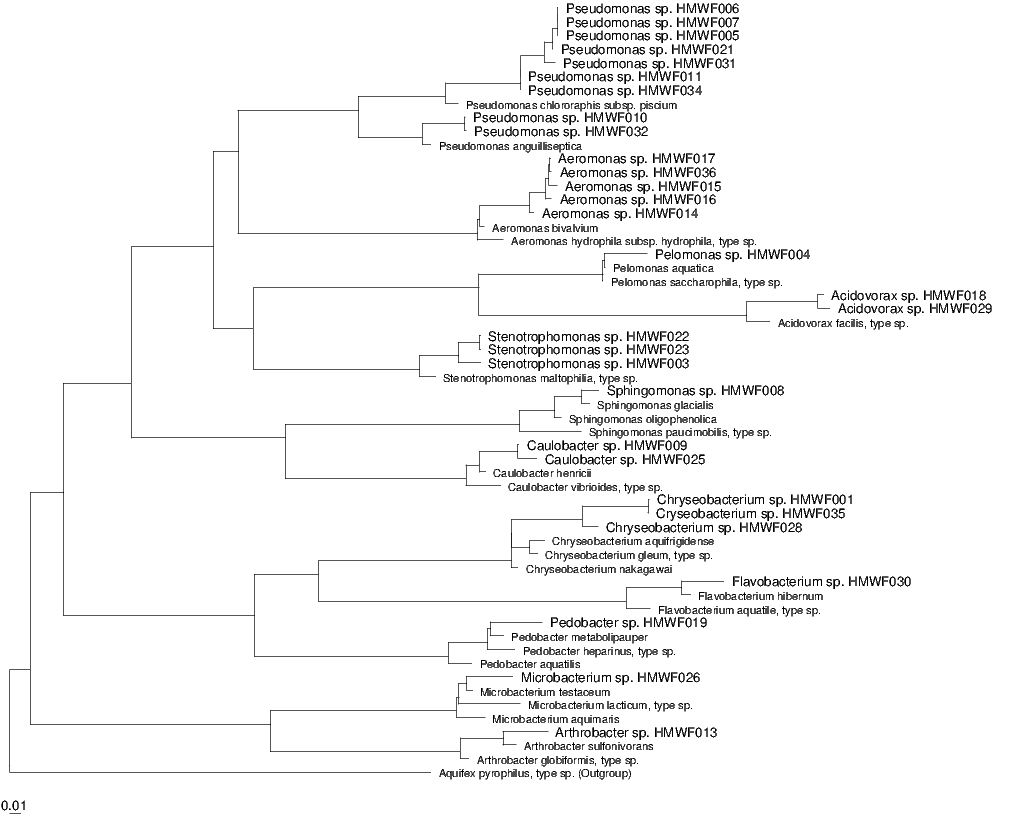 Pseudomonas sp. HMWF006
Pseudomonas sp. HMWF007
Pseudomonas sp. HMWF005
Pseudomonas sp. HMWF021
Pseudomonas sp. HMWF031
Pseudomonas sp. HMWF011
Pseudomonas sp. HMWF034
Pseudomonas chlororaphis subsp. piscium
Pseudomonas sp. HMWF010
Pseudomonas sp. HMWF032
Pseudomonas anguilliseptica
Aeromonas sp. HMWF017
Aeromonas sp. HMWF036
Aeromonas sp. HMWF015
Aeromonas sp. HMWF016
Aeromonas sp. HMWF014
Aeromonas bivalvium
Aeromonas hydrophila subsp. hydrophila, type sp.
Pelomonas sp. HMWF004
Pelomonas aquatica
Pelomonas saccharophila, type sp.
Acidovorax sp. HMWF018
Acidovorax sp. HMWF029
Acidovorax facilis, type sp.
Stenotrophomonas sp. HMWF022
Stenotrophomonas sp. HMWF023
Stenotrophomonas sp. HMWF003
Stenotrophomonas maltophilia, type sp.
Sphingomonas sp. HMWF008
Sphingomonas glacialis
Sphingomonas oligophenolica
Sphingomonas paucimobilis, type sp.
Caulobacter sp. HMWF009
Caulobacter sp. HMWF025
Caulobacter henricii
Caulobacter vibrioides, type sp.
Chryseobacterium sp. HMWF001
Cryseobacterium sp. HMWF035
Chryseobacterium sp. HMWF028
Chryseobacterium aquifrigidense
Chryseobacterium gleum, type sp.
Chryseobacterium nakagawai
Flavobacterium sp. HMWF030
Flavobacterium hibernum
Flavobacterium aquatile, type sp.
Pedobacter sp. HMWF019
Pedobacter metabolipauper
Pedobacter heparinus, type sp.
Pedobacter aquatilis
Microbacterium sp. HMWF026
Microbacterium testaceum
Microbacterium lacticum, type sp.
Microbacterium aquimaris
Arthrobacter sp. HMWF013
Arthrobacter sulfonivorans
Arthrobacter globiformis, type sp.
Aquifex pyrophilus, type sp. (Outgroup)
0.01